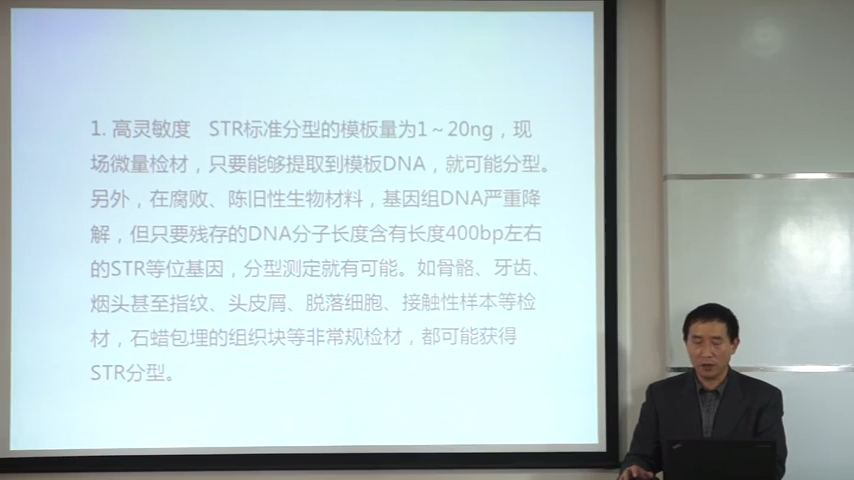 1. 高灵敏度 STR标准分型的模板量为1～20ng，现
场微量检材，只要能够提取到模板DNA，就可能分型。
另外，在腐败、陈旧性生物材料，基因组DNA严重降
解，但只要残存的DNA分子长度含有长度400bp左右
的STR等位基因，分型测定就有可能。如骨骼、牙齿、
烟头甚至指纹、头皮屑、脱落细胞、接触性样本等检
材，石蜡包埋的组织块等非常规检材，都可能获得
STR分型。